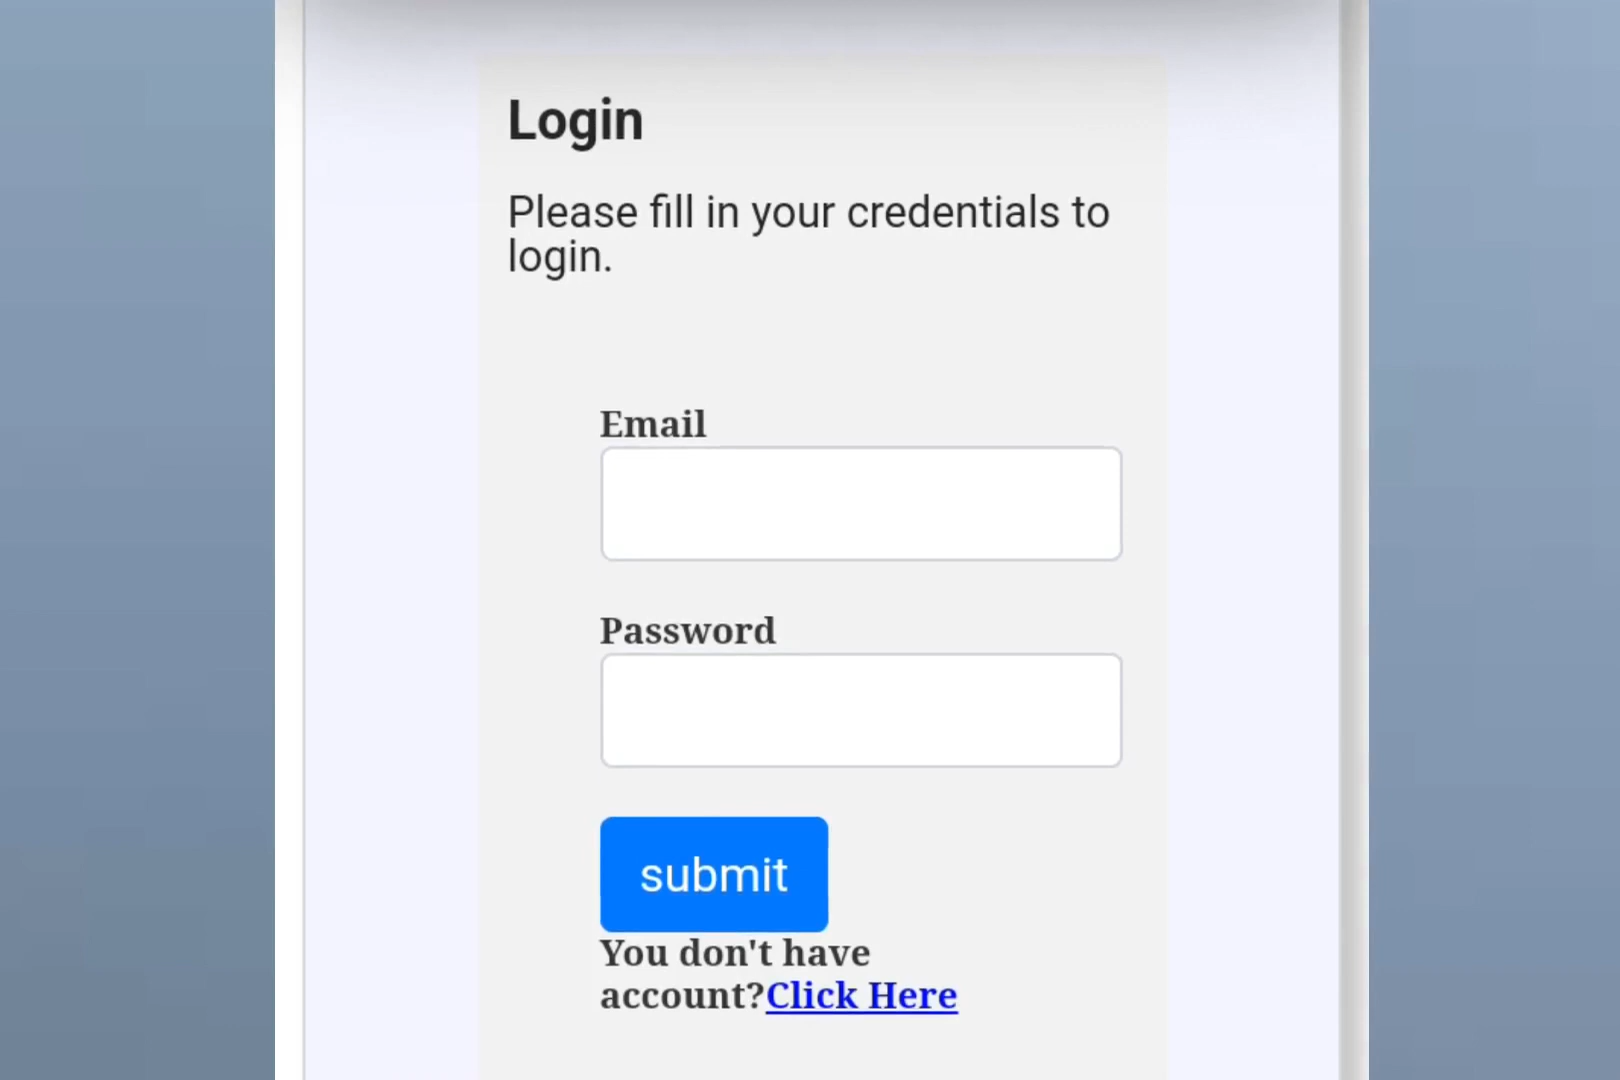 Login
Please fill in your credentials to
login.
Email
Password
submit
You don't have
account?Click Here